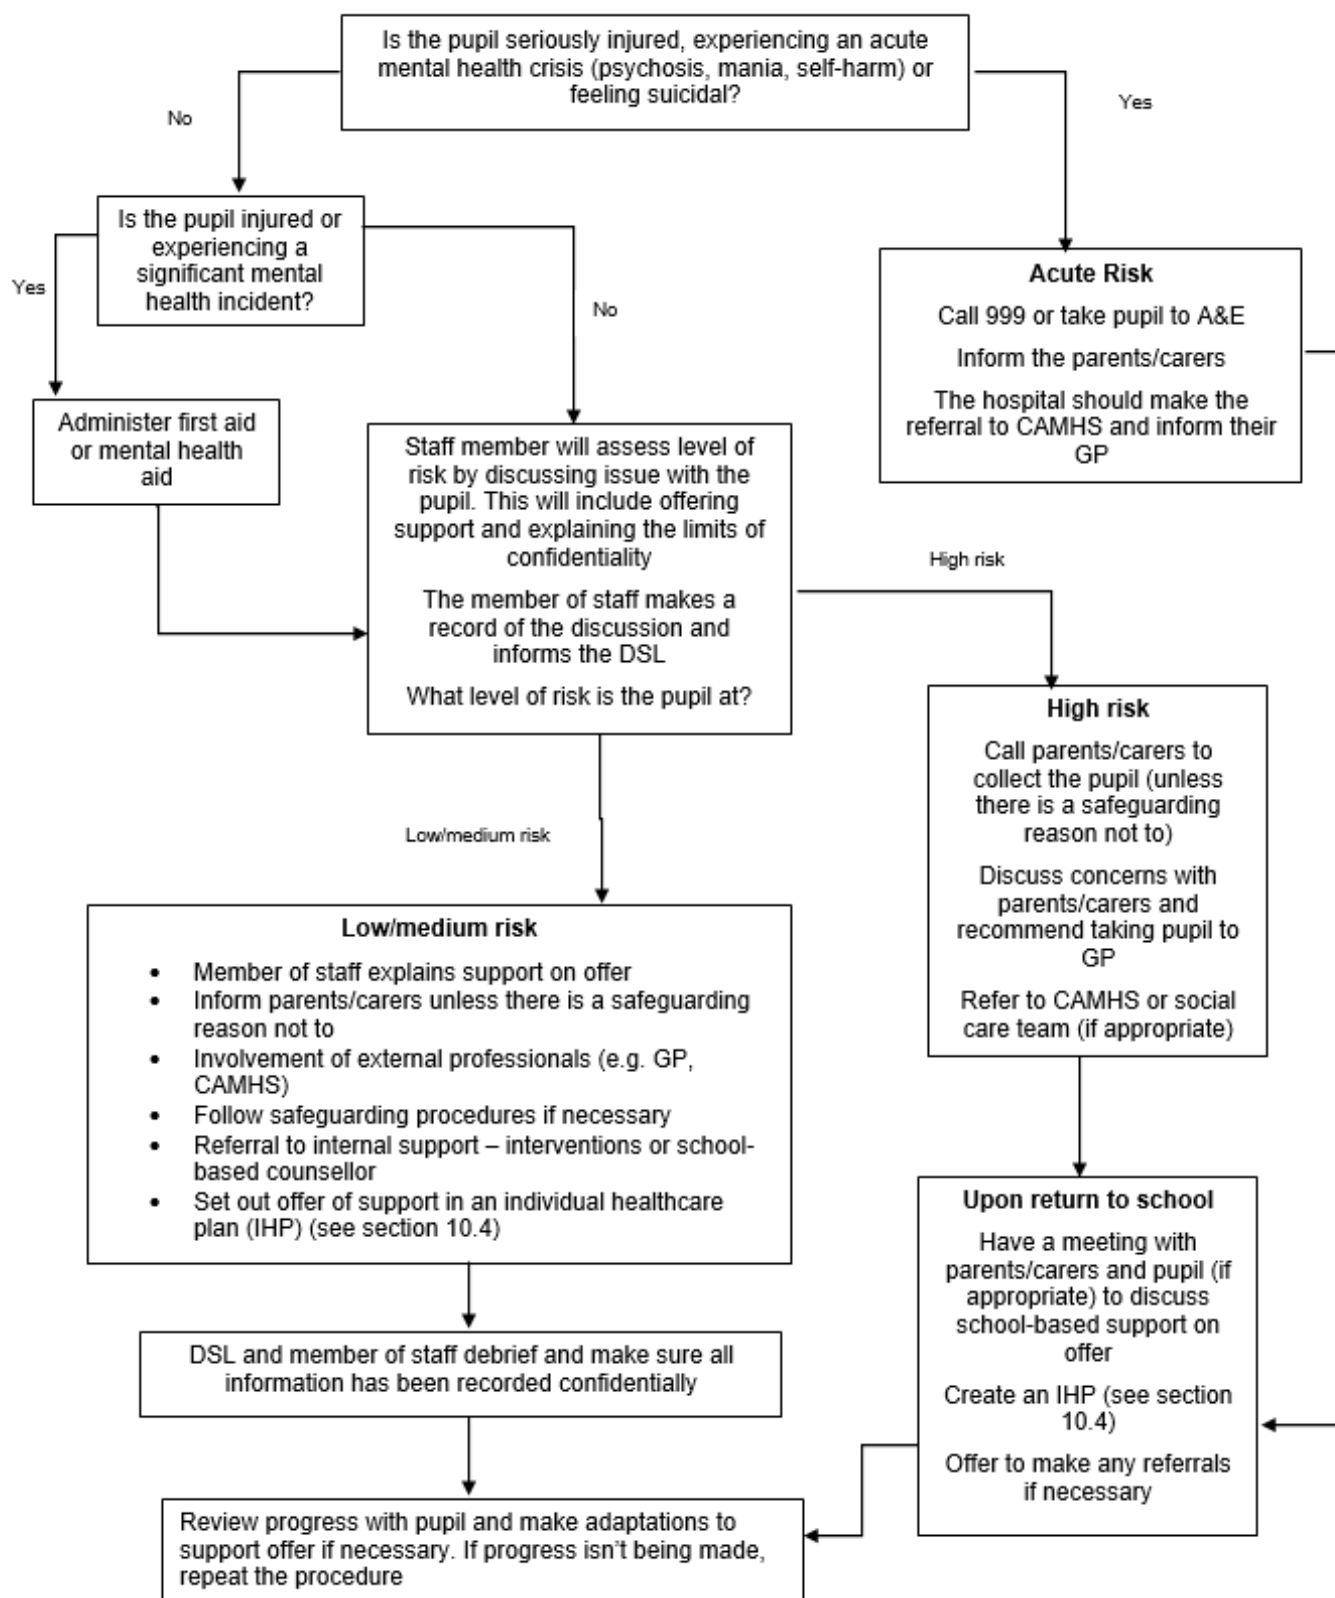 Is the pupil seriously injured, experiencing an acute
mental health crisis (psychosis, mania, self-harm) or
feeling suicidal?
No
Yes
Is the pupil injured or
experiencing a
significant mental
health incident?
Yes
No
Acute Risk
Call 999 or take pupil to A&E
Inform the parents/carers
The hospital should make the
referral to CAMHS and inform their
GP
Administer first aid
or mental health
aid
Staff member will assess level of
risk by discussing issue with the
pupil. This will include offering
support and explaining the limits of
confidentiality
The member of staff makes a
record of the discussion and
informs the DSL
What level of risk is the pupil at?
High risk
Low/medium risk
High risk
Call parents/carers to
collect the pupil (unless
there is a safeguarding
reason not to)
Discuss concerns with
parents/carers and
recommend taking pupil to
GP
Refer to CAMHS or social
care team (if appropriate)
Low/medium risk
• Member of staff explains support on offer
• Inform parents/carers unless there is a safeguarding
reason not to
• Involvement of external professionals (e.g. GP,
CAMHS)
• Follow safeguarding procedures if necessary
• Referral to internal support – interventions or school-
based counsellor
• Set out offer of support in an individual healthcare
plan (IHP) (see section 10.4)
Upon return to school
Have a meeting with
parents/carers and pupil (if
appropriate) to discuss
school-based support on
offer
Create an IHP (see section
10.4)
Offer to make any referrals
if necessary
DSL and member of staff debrief and make sure all
information has been recorded confidentially
Review progress with pupil and make adaptations to
support offer if necessary. If progress isn't being made,
repeat the procedure